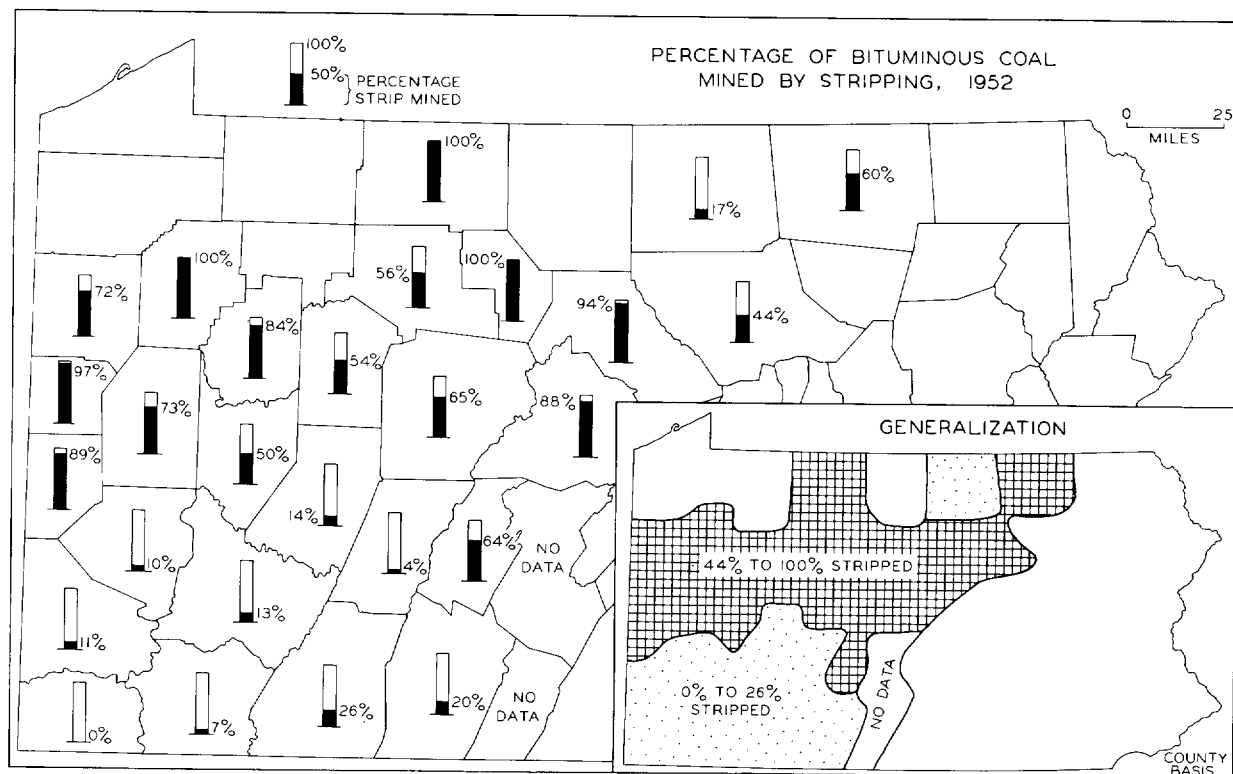 PERCENTAGE OF BITUMINOUS COAL
MINED BY STRIPPING, 1952
100%
50%
PERCENTAGE
STRIP MINED
0 25
MILES
100%
17%
60%
72%
100%
56%
100%
94%
44%
84%
54%
97%
73%
65%
88%
89%
50%
14%
10%
4%
64%
NO
DATA
11%
13%
0%
7%
26%
20%
NO
DATA
GENERALIZATION
44% TO 100% STRIPPED
0% TO 26%
STRIPPED
NO DATA
COUNTY
BASIS